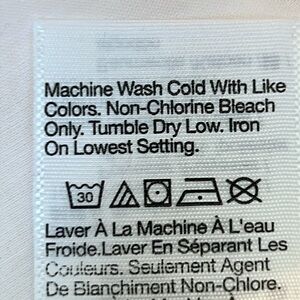 Machine Wash Cold With Like
Colors. Non-Chlorine Bleach
Only. Tumble Dry Low. Iron
On Lowest Setting.
30
Laver À La Machine À L'eau
Froide.Laver En Séparant Les
Couleurs. Seulement Agent
De Blanchiment Non-Chlore.